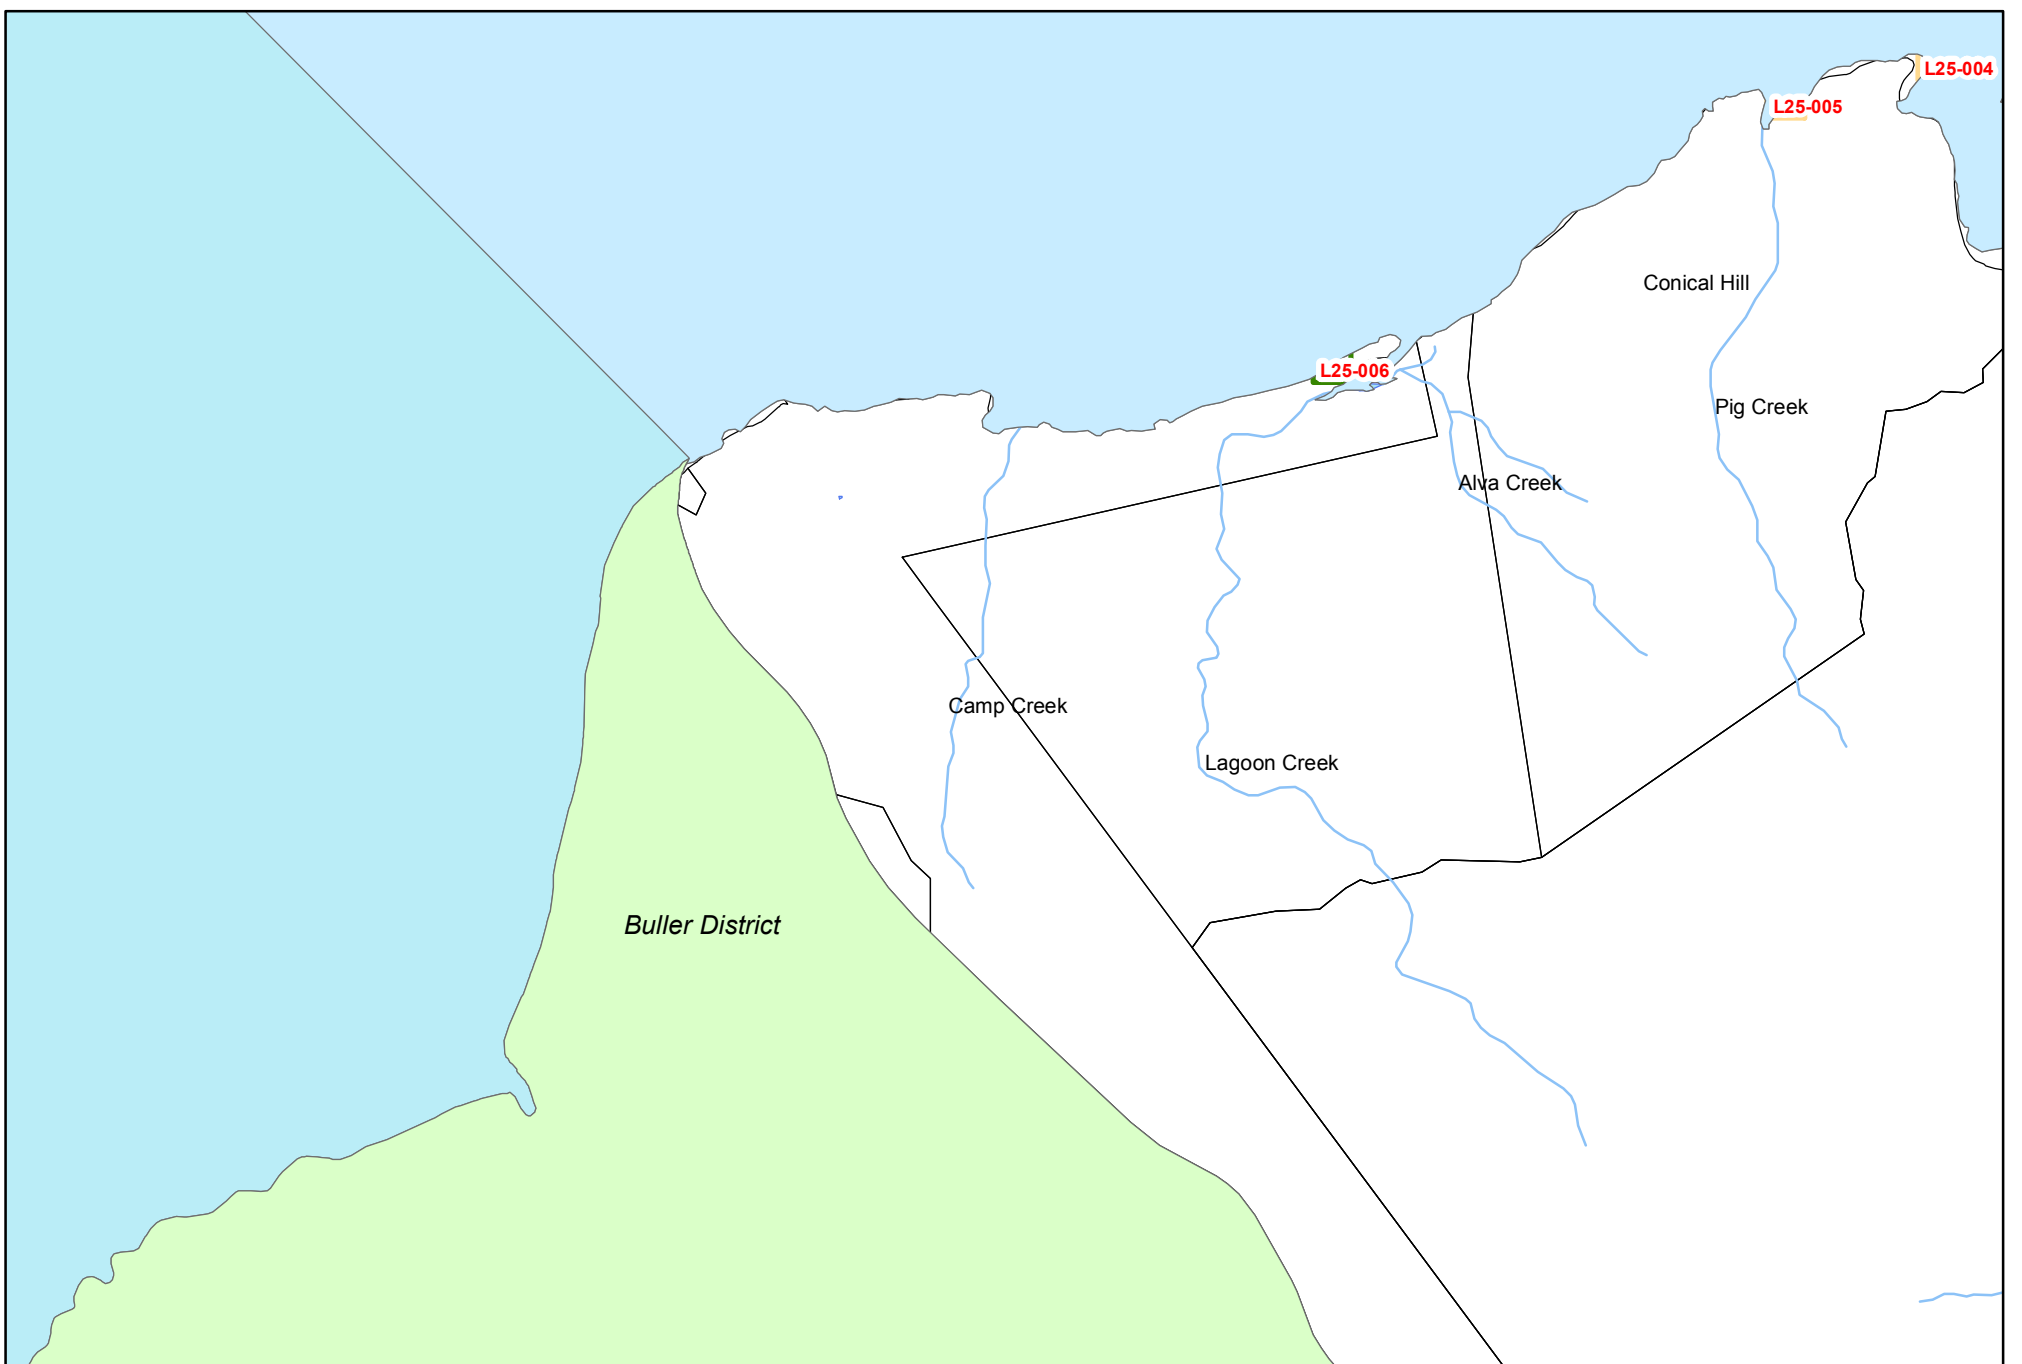 L25-004
L25-005
Conical Hill
L25-006
Pig Creek
Alva Creek
Camp Creek
Lagoon Creek
Buller District